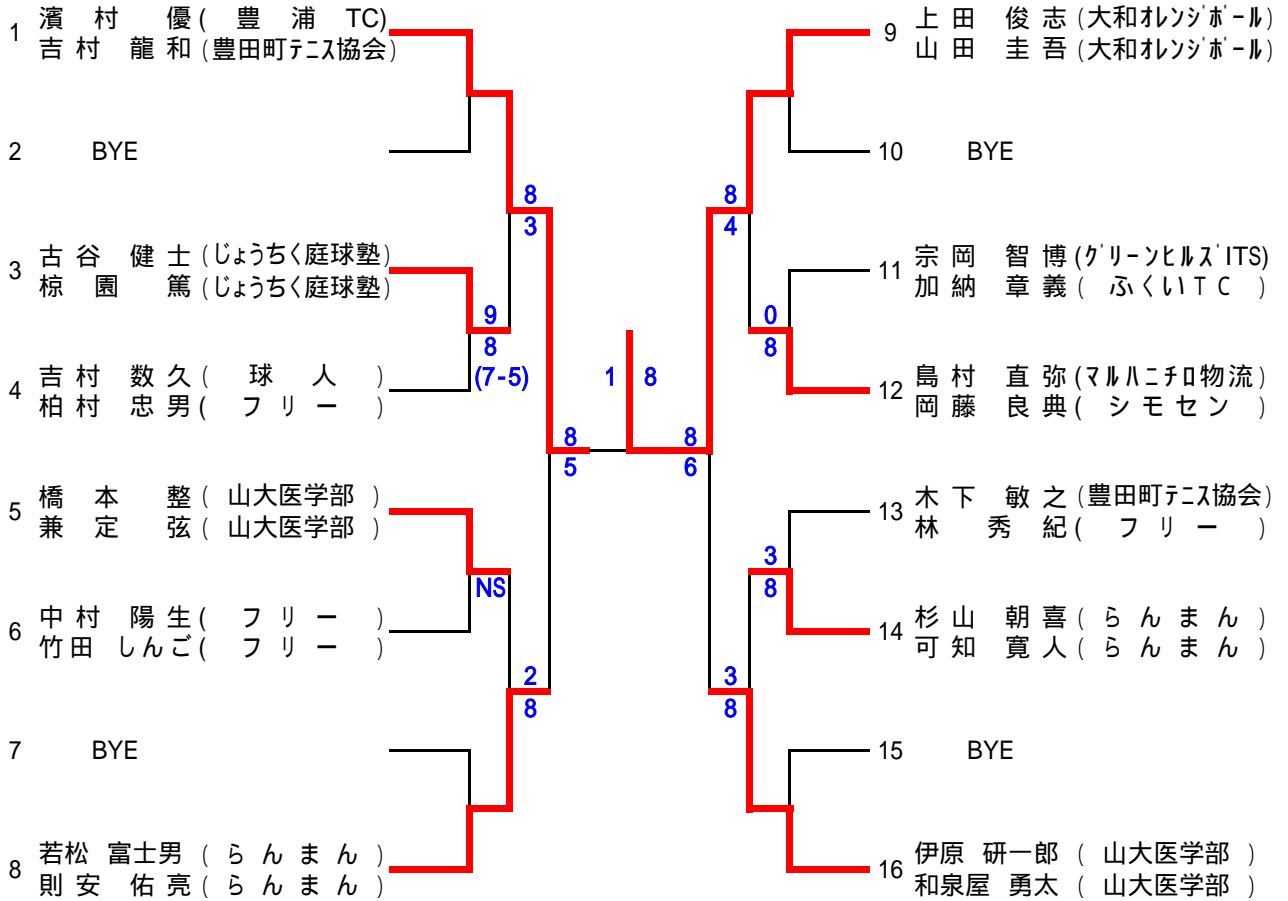 1 濱村 優(豊浦 TC)
吉村 龍和(豊田町テニス協会)
2 BYE
3 古谷 健士(じょうちく庭球塾)
椋園 篤(じょうちく庭球塾)
4 吉村 数久(球人)
柏村 忠男(フリー)
5 橋本 整(山大医学部)
兼定 弦(山大医学部)
6 中村 陽生(フリー)
竹田 しんご(フリー)
7 BYE
8 若松 富士男(らんまん)
則安 佑亮(らんまん)
8
3
9
8
(7-5)
8
5
NS
2
8
1 8
8
4
0
8
8
6
3
8
3
8
9 上田 俊志(大和オレンジボール)
山田 圭吾(大和オレンジボール)
10 BYE
11 宗岡 智博(グリーンヒルズITS)
加納 章義(ふくいTC)
12 島村 直弥(マルハニチロ物流)
岡藤 良典(シモセン)
13 木下 敏之(豊田町テニス協会)
林 秀紀(フリー)
14 杉山 朝喜(らんまん)
可知 寛人(らんまん)
15 BYE
16 伊原 研一郎(山大医学部)
和泉屋 勇太(山大医学部)